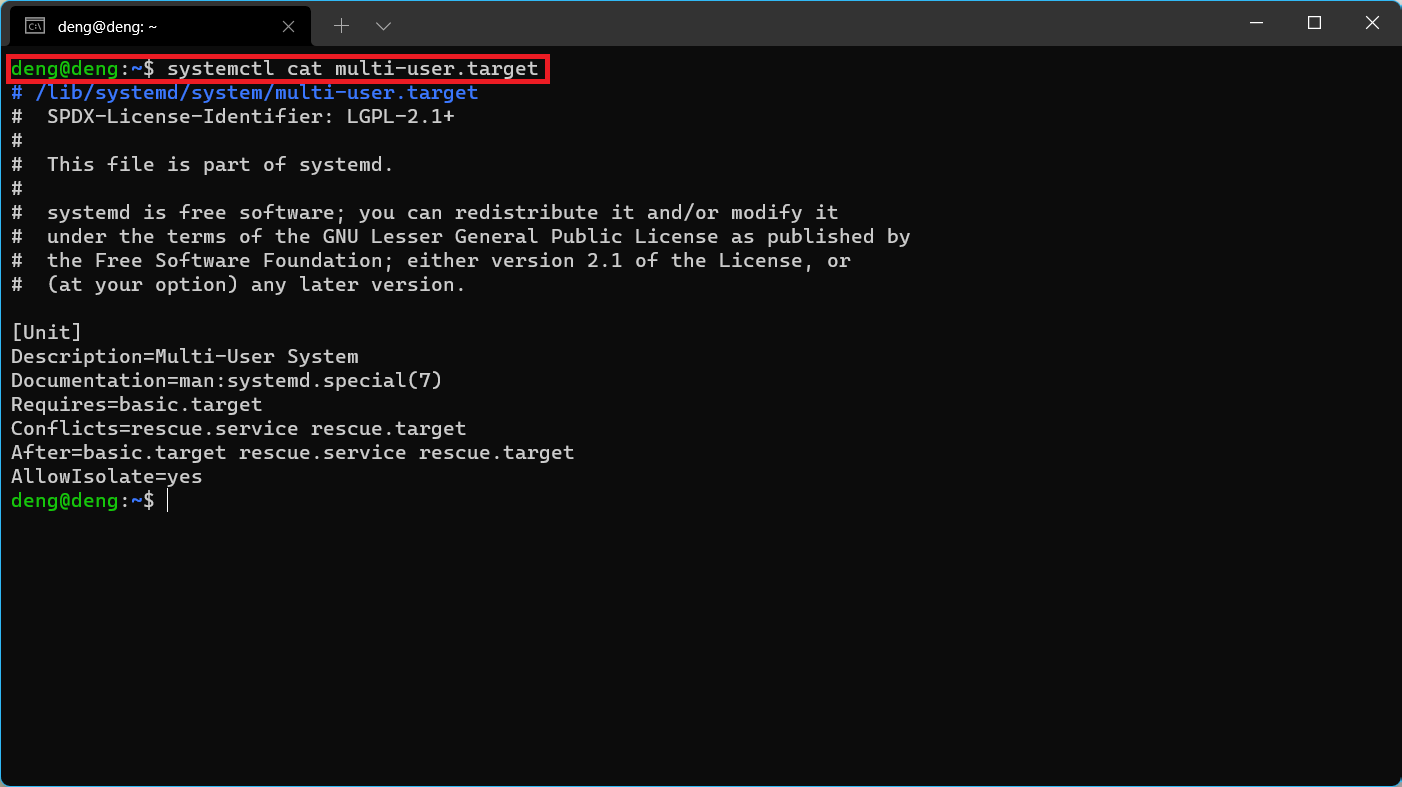 deng@deng: ~
deng@deng:~$ systemctl cat multi-user.target
# /lib/systemd/system/multi-user.target
#  SPDX-License-Identifier: LGPL-2.1+
#
#  This file is part of systemd.
#
#  systemd is free software; you can redistribute it and/or modify it
#  under the terms of the GNU Lesser General Public License as published by
#  the Free Software Foundation; either version 2.1 of the License, or
#  (at your option) any later version.

[Unit]
Description=Multi-User System
Documentation=man:systemd.special(7)
Requires=basic.target
Conflicts=rescue.service rescue.target
After=basic.target rescue.service rescue.target
AllowIsolate=yes
deng@deng:~$